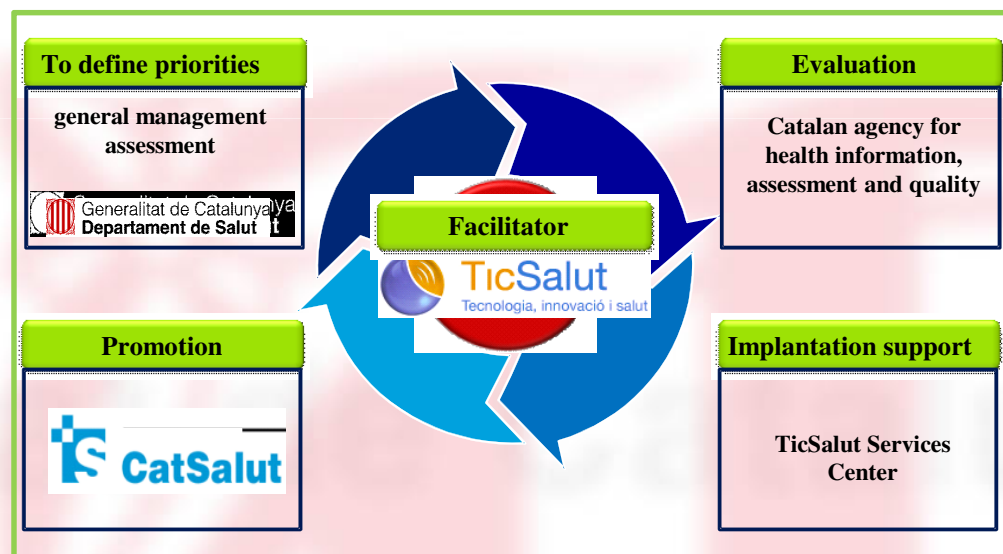 To define priorities
general management
assessment
Generalitat de Catalunya
Departament de Salut
Evaluation
Catalan agency for
health information,
assessment and quality
Facilitator
TicSalut
Tecnologia, innovació i salut
Promotion
CatSalut
Implantation support
TicSalut Services
Center